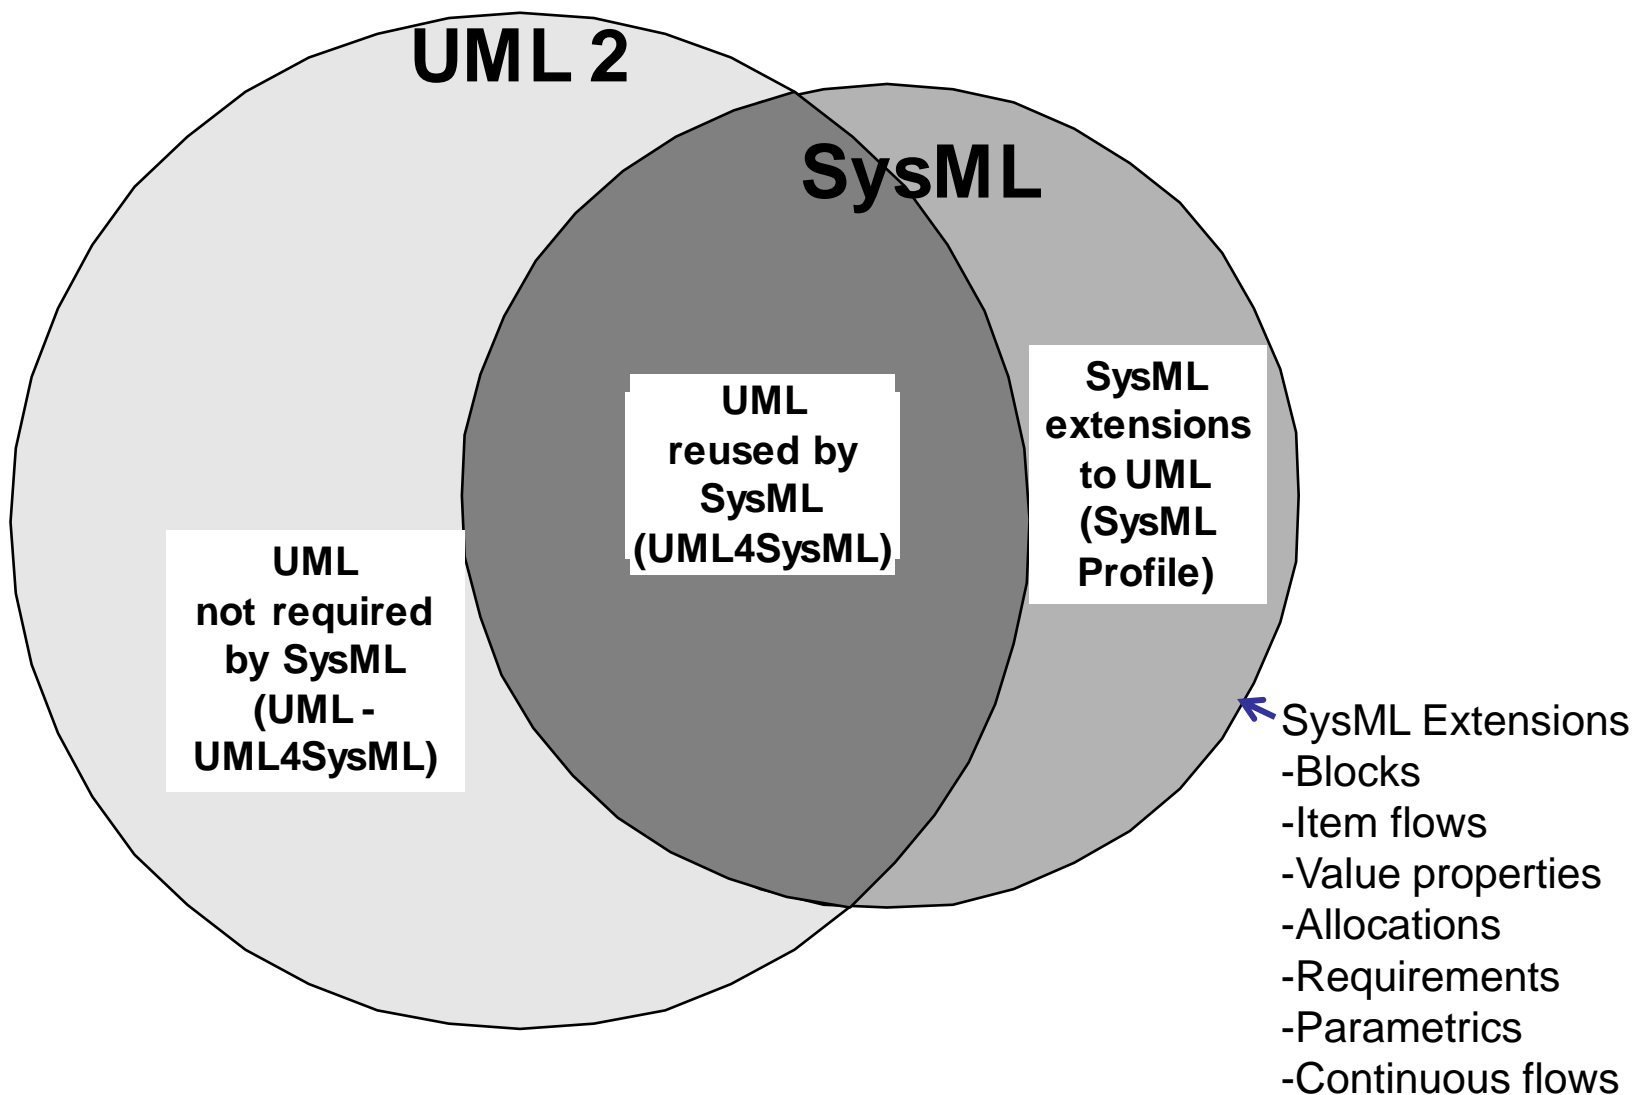 UML 2
SysML
UML
not required
by SysML
(UML -
UML4SysML)
UML
reused by
SysML
(UML4SysML)
SysML
extensions
to UML
(SysML
Profile)
SysML Extensions
-Blocks
-Item flows
-Value properties
-Allocations
-Requirements
-Parametrics
-Continuous flows